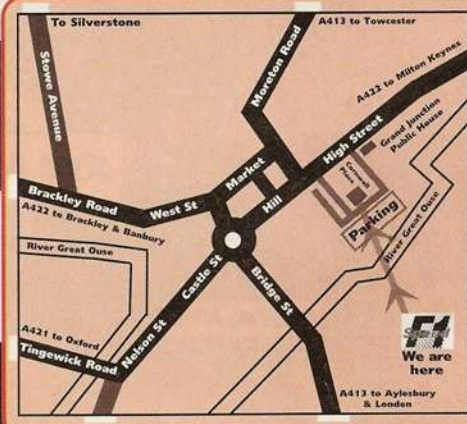 To Silverstone
A413 to Towcester
Stowe Avenue
Moreton Road
A422 to Milton Keynes
High Street
Grand Junction
Public House
Cornwall
Place
Market
Hill
Brackley Road
West St
A422 to Brackley & Banbury
Parking
River Great Ouse
River Great Ouse
Castle St
Bridge St
A421 to Oxford
Nelson St
Tingewick Road
F1
We are
here
A413 to Aylesbury
& London